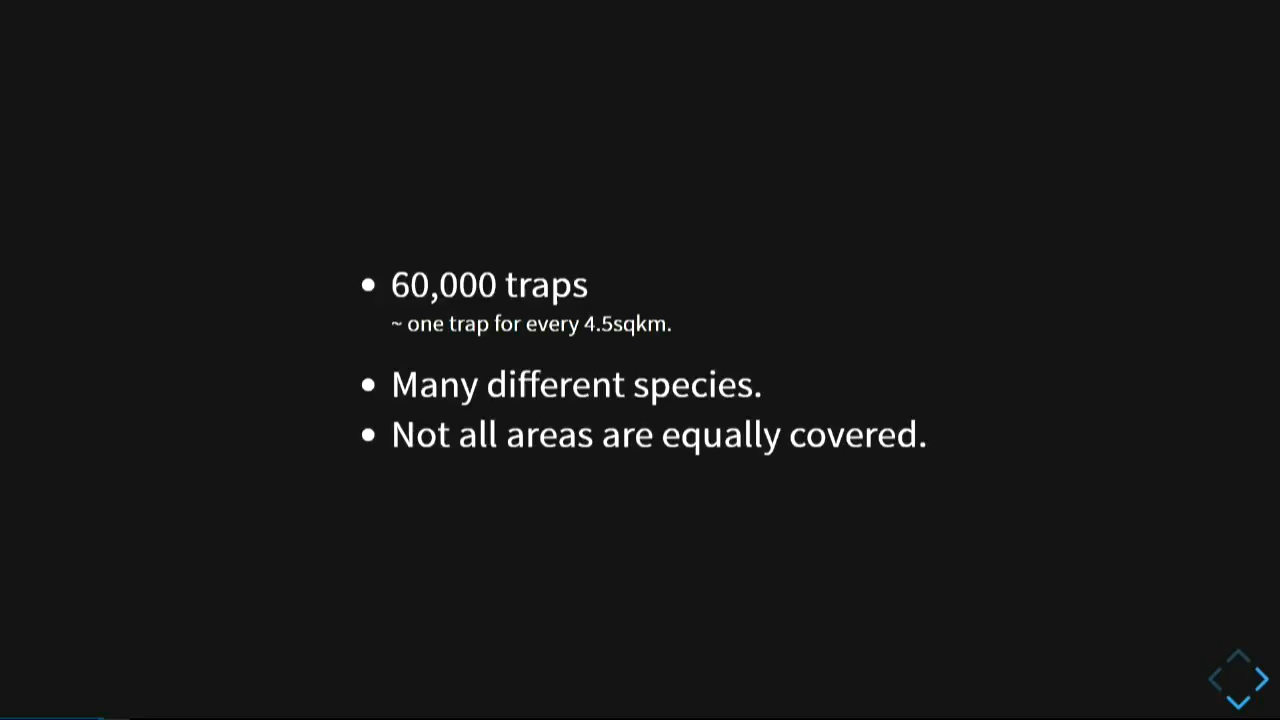 60,000 traps
~ one trap for every 4.5sqkm.
Many different species.
Not all areas are equally covered.